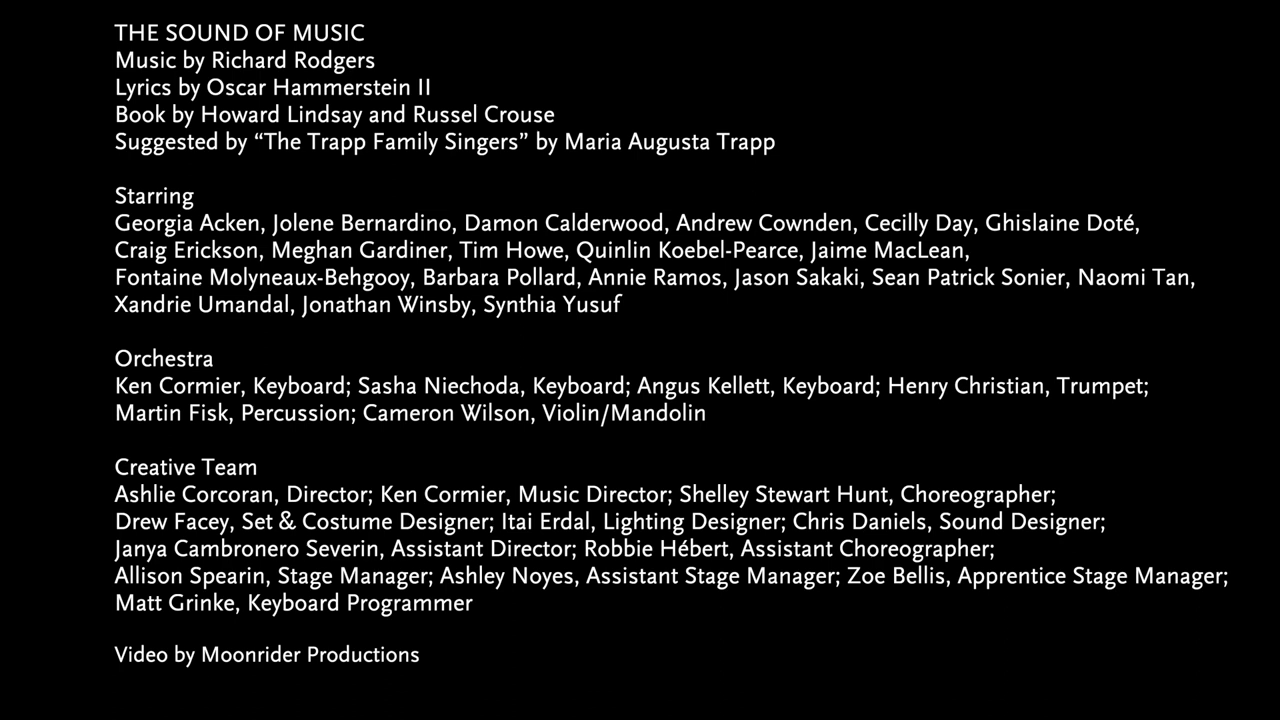 THE SOUND OF MUSIC
Music by Richard Rodgers
Lyrics by Oscar Hammerstein II
Book by Howard Lindsay and Russel Crouse
Suggested by “The Trapp Family Singers” by Maria Augusta Trapp
Starring
Georgia Acken, Jolene Bernardino, Damon Calderwood, Andrew Cownden, Cecilly Day, Ghislaine Doté,
Craig Erickson, Meghan Gardiner, Tim Howe, Quinlin Koebel-Pearce, Jaime MacLean,
Fontaine Molyneaux-Behgooy, Barbara Pollard, Annie Ramos, Jason Sakaki, Sean Patrick Sonier, Naomi Tan,
Xandrie Umandal, Jonathan Winsby, Synthia Yusuf
Orchestra
Ken Cormier, Keyboard; Sasha Niechoda, Keyboard; Angus Kellett, Keyboard; Henry Christian, Trumpet;
Martin Fisk, Percussion; Cameron Wilson, Violin/Mandolin
Creative Team
Ashlie Corcoran, Director; Ken Cormier, Music Director; Shelley Stewart Hunt, Choreographer;
Drew Facey, Set & Costume Designer; Itai Erdal, Lighting Designer; Chris Daniels, Sound Designer;
Janya Cambronero Severin, Assistant Director; Robbie Hébert, Assistant Choreographer;
Allison Spearin, Stage Manager; Ashley Noyes, Assistant Stage Manager; Zoe Bellis, Apprentice Stage Manager;
Matt Grinke, Keyboard Programmer
Video by Moonrider Productions